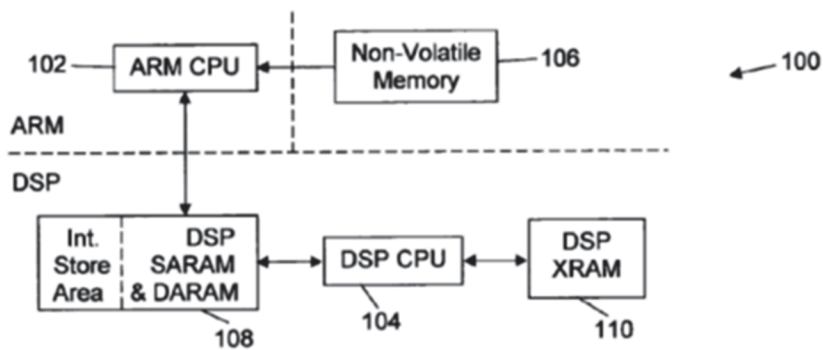 102
ARM CPU
Non-Volatile
Memory
106
100
ARM
DSP
Int.
Store
Area
DSP
SARAM
& DARAM
108
DSP CPU
104
DSP
XRAM
110